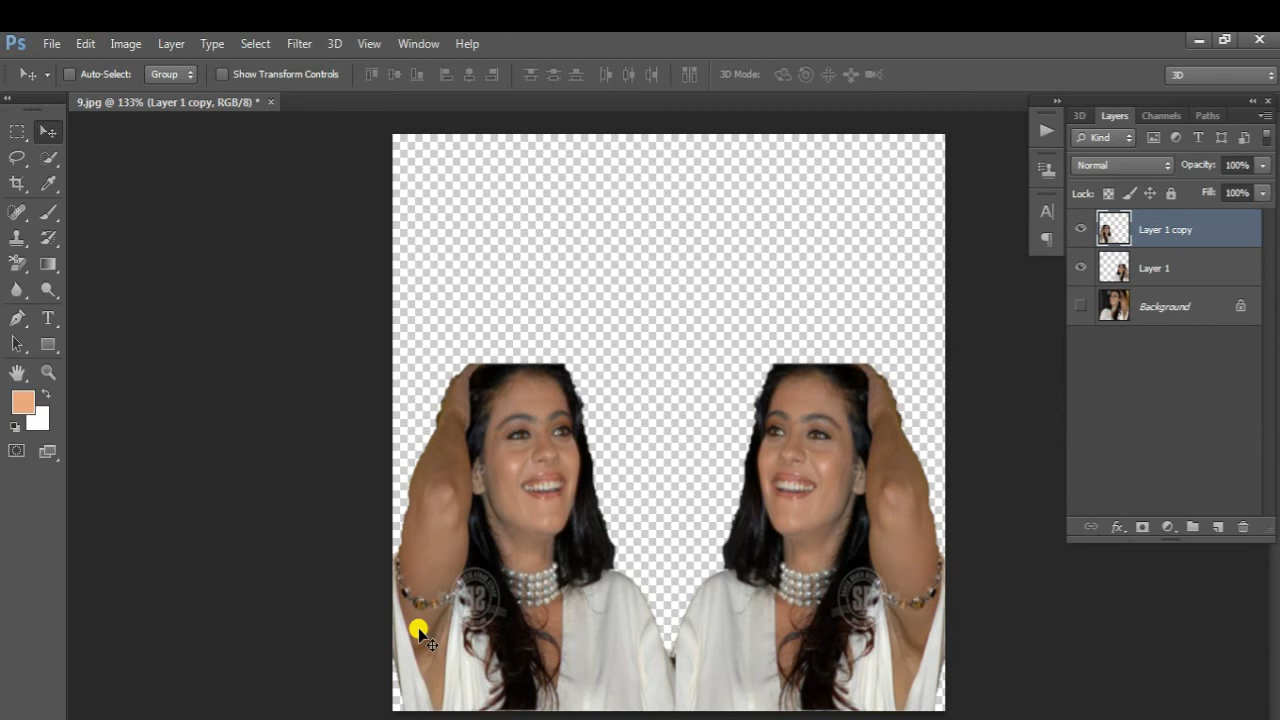 Ps File Edit Image Layer Type Select Filter 3D View Window Help
Auto-Select: Group Show Transform Controls 3D Mode: 3D
9.jpg @ 133% (Layer 1 copy, RGB/8) * ×
3D Layers Channels Paths
Kind
Normal Opacity: 100%
Lock: Fill: 100%
Layer 1 copy
Layer 1
Background